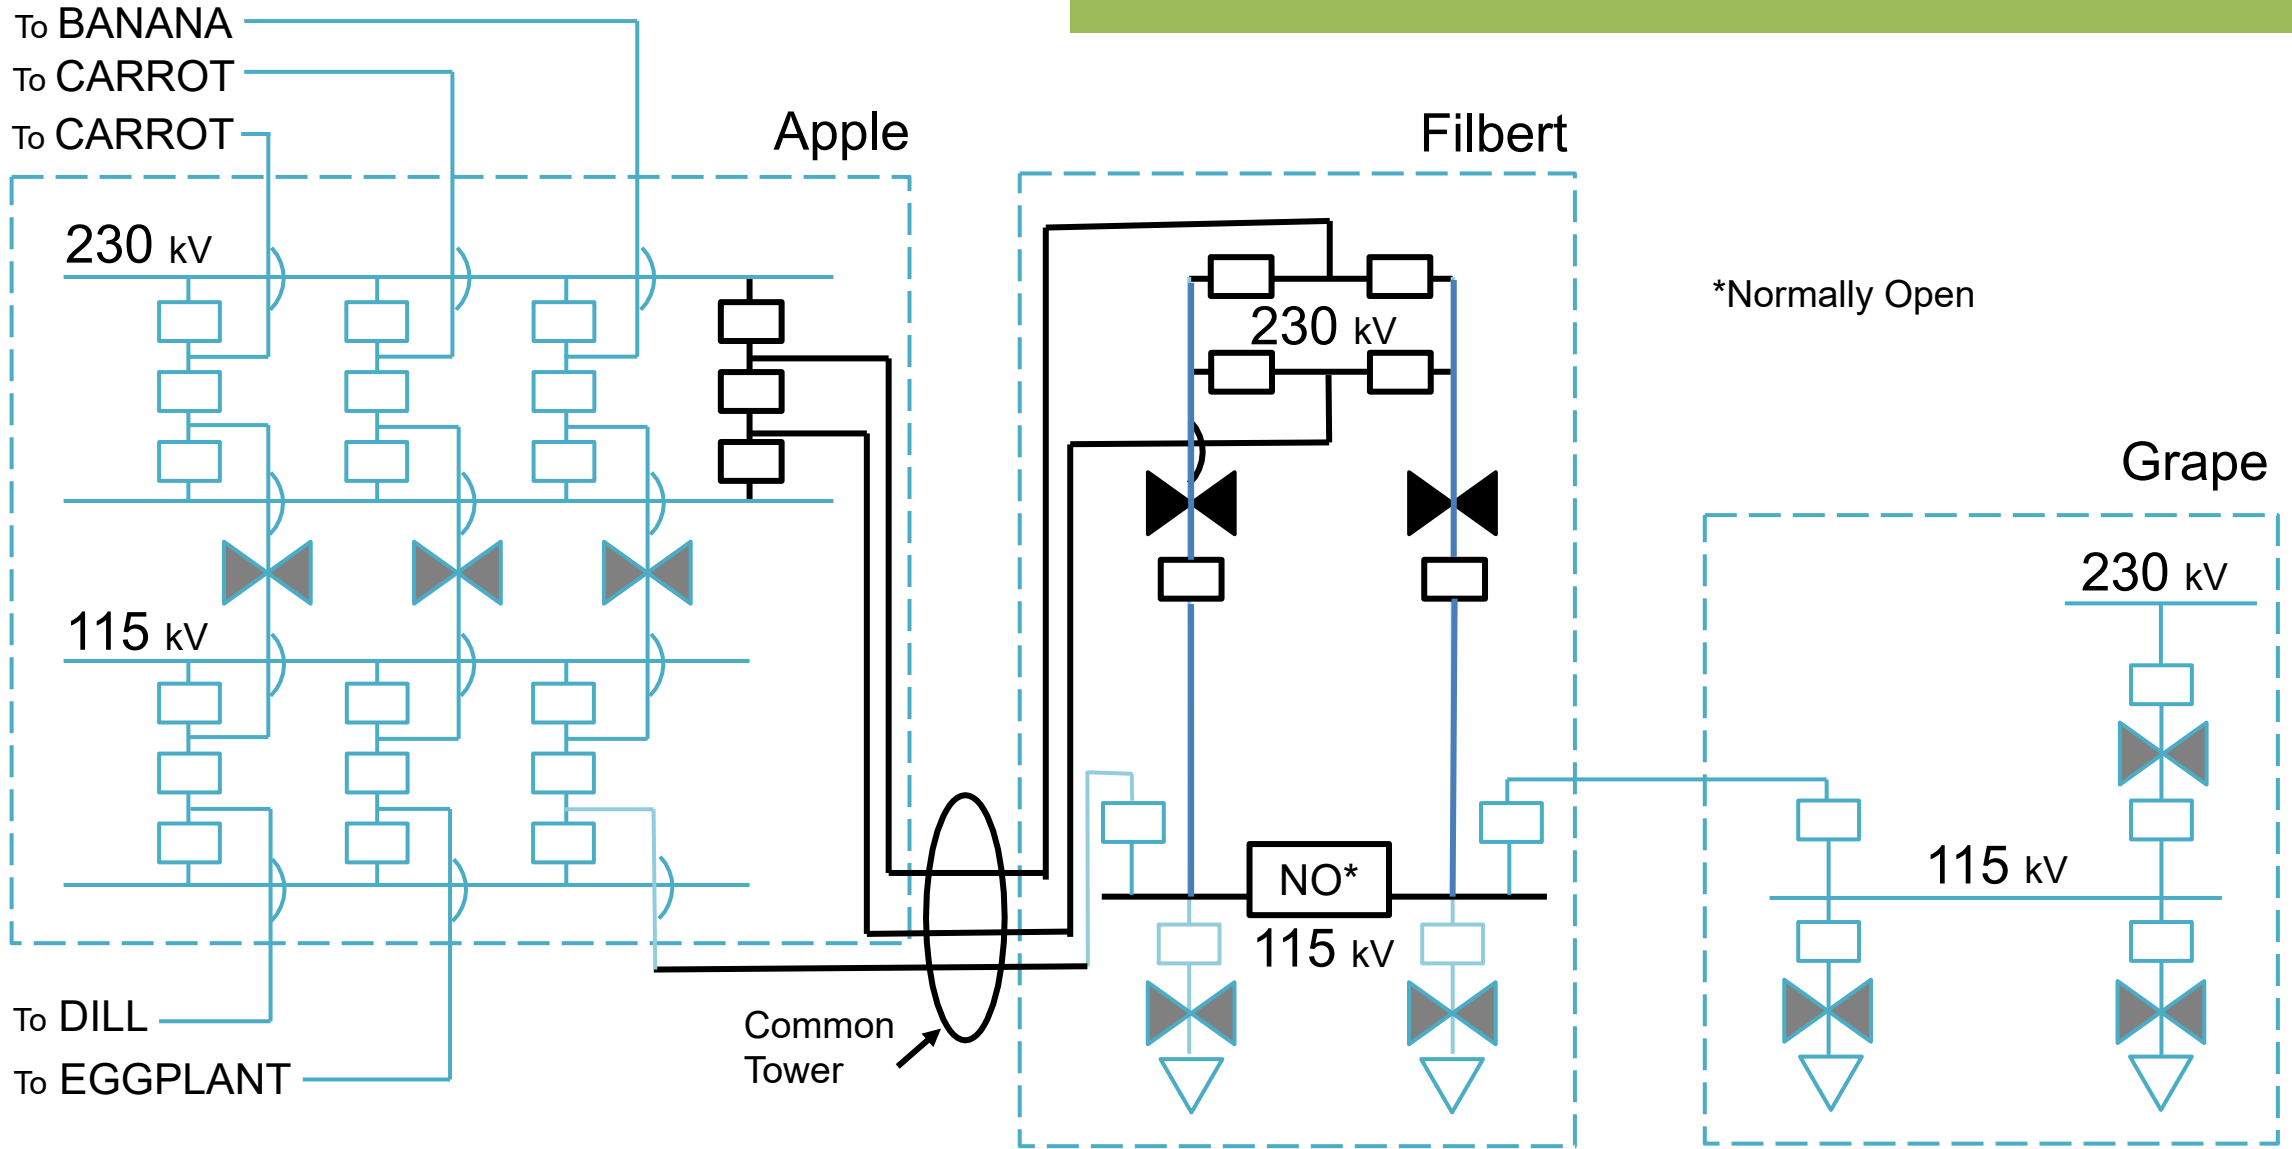 To BANANA
To CARROT
To CARROT
Apple
Filbert
230 kV
*Normally Open
230 kV
Grape
230 kV
115 kV
115 kV
NO*
115 kV
Common
Tower
To DILL
To EGGPLANT